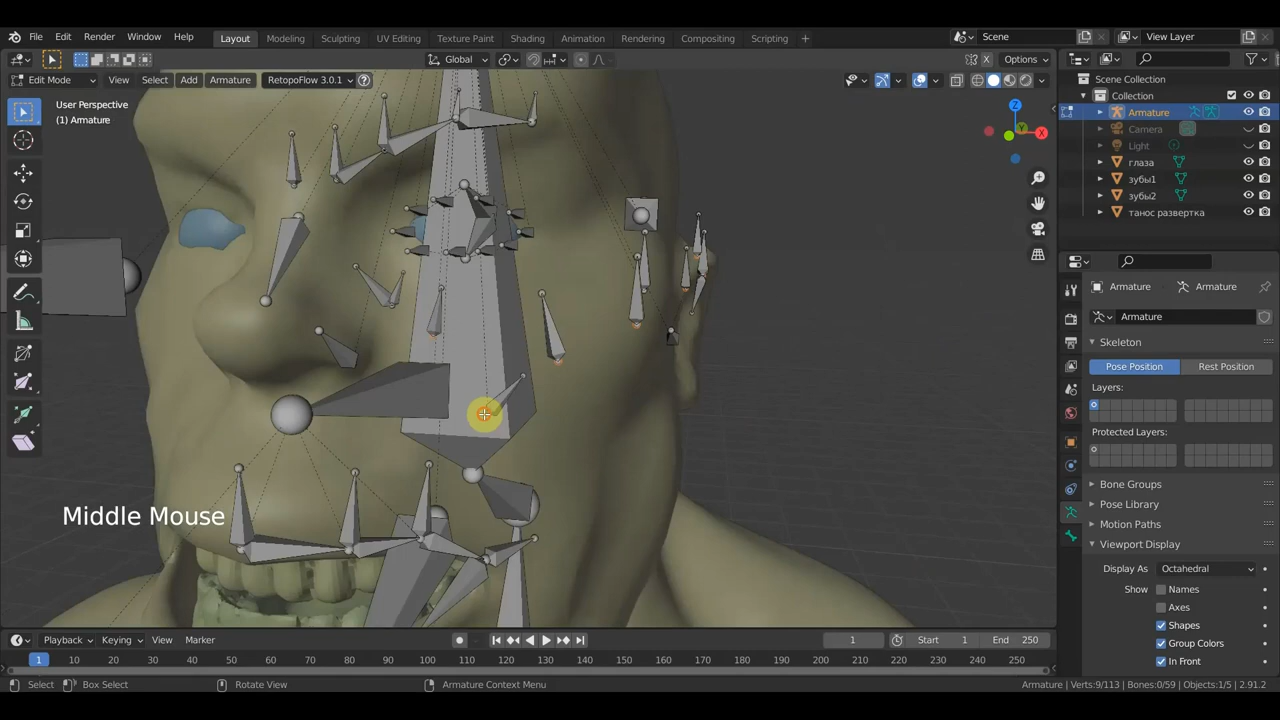 File Edit Render Window Help Layout Modeling Sculpting UV Editing Texture Paint Shading Animation Rendering Compositing Scripting + Scene View Layer
Global Options
Edit Mode View Select Add Armature RetopoFlow 3.0.1
User Perspective
(1) Armature
Scene Collection
Collection
Armature
Camera
Light
глаза
зубы1
зубы2
танос развертка
Z
Y
X
Armature Armature
Armature
Skeleton
Pose Position Rest Position
Layers:
Protected Layers:
Bone Groups
Pose Library
Motion Paths
Viewport Display
Display As Octahedral
Show Names
Axes
Shapes
Group Colors
In Front
Middle Mouse
Playback Keying View Marker 1 Start 1 End 250
1 10 20 30 40 50 60 70 80 90 100 110 120 130 140 150 160 170 180 190 200 210 220 230 240 250
Select Box Select Rotate View Armature Context Menu Armature | Verts:9/113 | Bones:0/59 | Objects:1/5 | 2.91.2